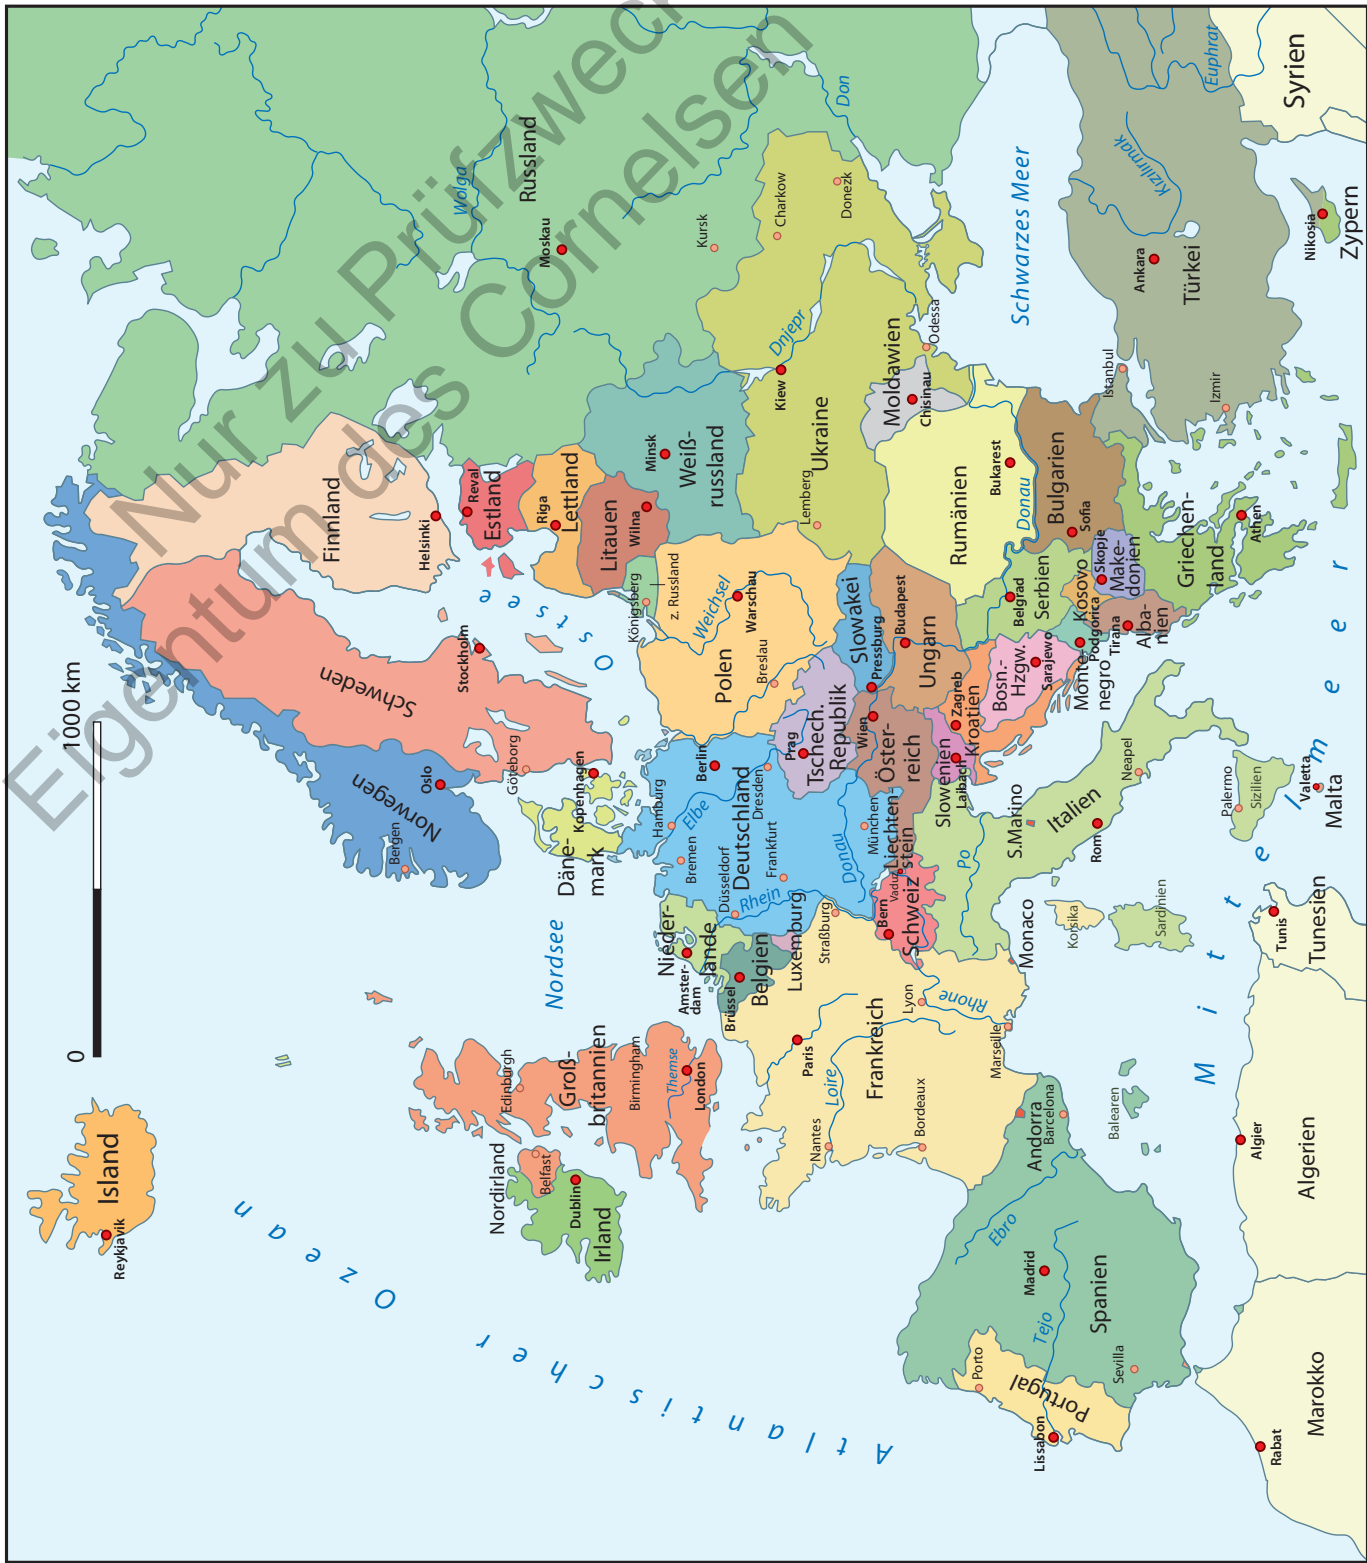 Nur zu Prüfzwecken
Eigentum des Cornelsen
0
1000 km
Island
Reykjavik
Atlantischer Ozean
Norwegen
Bergen
Oslo
Schweden
Stockholm
Göteborg
Finnland
Helsinki
Russland
Moskau
Wolga
Kursk
Don
Estland
Reval
Lettland
Riga
Litauen
Wilna
Königsberg
z. Russland
Weiß-
russland
Minsk
Ostsee
Nordsee
Däne-
mark
Kopenhagen
Nordirland
Belfast
Irland
Dublin
Groß-
britannien
Edinburgh
Birmingham
Themse
London
Nieder-
lande
Amster-
dam
Belgien
Brüssel
Luxemburg
Deutschland
Hamburg
Bremen
Berlin
Elbe
Düsseldorf
Dresden
Frankfurt
Rhein
Donau
München
Polen
Weichsel
Warschau
Breslau
Tschech.
Republik
Prag
Slowakei
Pressburg
Öster-
reich
Wien
Ungarn
Budapest
Ukraine
Kiew
Dnjepr
Charkow
Donezk
Lemberg
Odessa
Moldawien
Chisinau
Rumänien
Bukarest
Donau
Bulgarien
Sofia
Serbien
Belgrad
Kosovo
Skopje
Make-
donien
Podgorica
Monte-
negro
Tirana
Alba-
nien
Bosn.-
Hzgw.
Sarajewo
Kroatien
Zagreb
Slowenien
Laibach
Liechten-
stein
Vaduz
Schweiz
Bern
Frankreich
Paris
Straßburg
Loire
Nantes
Lyon
Rhone
Bordeaux
Marseille
Monaco
Andorra
Barcelona
Spanien
Madrid
Ebro
Tejo
Sevilla
Balearen
Portugal
Porto
Lissabon
Italien
Po
S.Marino
Rom
Neapel
Korsika
Sardinien
Palermo
Sizilien
Valetta
Malta
Griechen-
land
Athen
Schwarzes Meer
Türkei
Ankara
Istanbul
Izmir
Kizilirmak
Euphrat
Syrien
Zypern
Nikosia
Mittelmeer
Tunis
Tunesien
Algier
Algerien
Rabat
Marokko